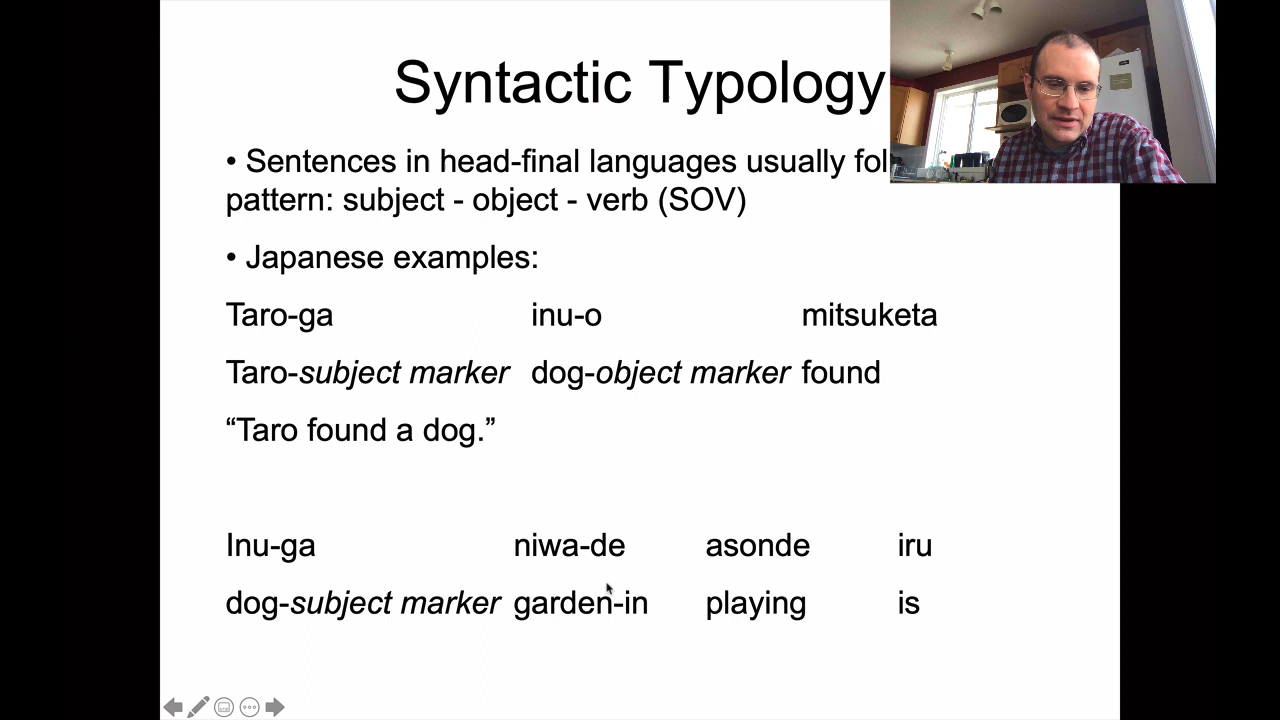 Syntactic Typology
• Sentences in head-final languages usually
pattern: subject - object - verb (SOV)
• Japanese examples:
Taro-ga inu-o mitsuketa
Taro-subject marker dog-object marker found
“Taro found a dog.”
Inu-ga niwa-de asonde iru
dog-subject marker garden-in playing is